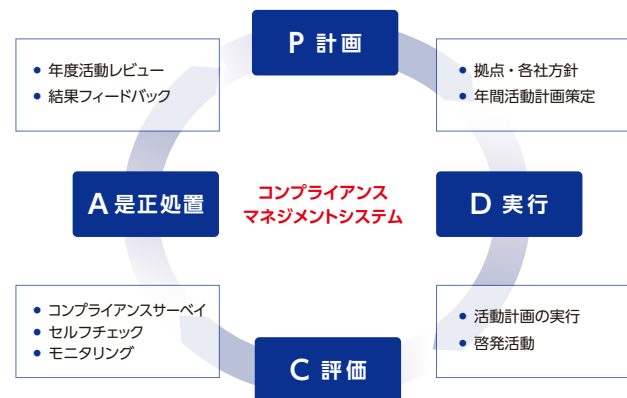 P 計画
● 年度活動レビュー
● 結果フィードバック
● 拠点・各社方針
● 年間活動計画策定
A 是正処置
コンプライアンス
マネジメントシステム
D 実行
● コンプライアンスサーベイ
● セルフチェック
● モニタリング
● 活動計画の実行
● 啓発活動
C 評価